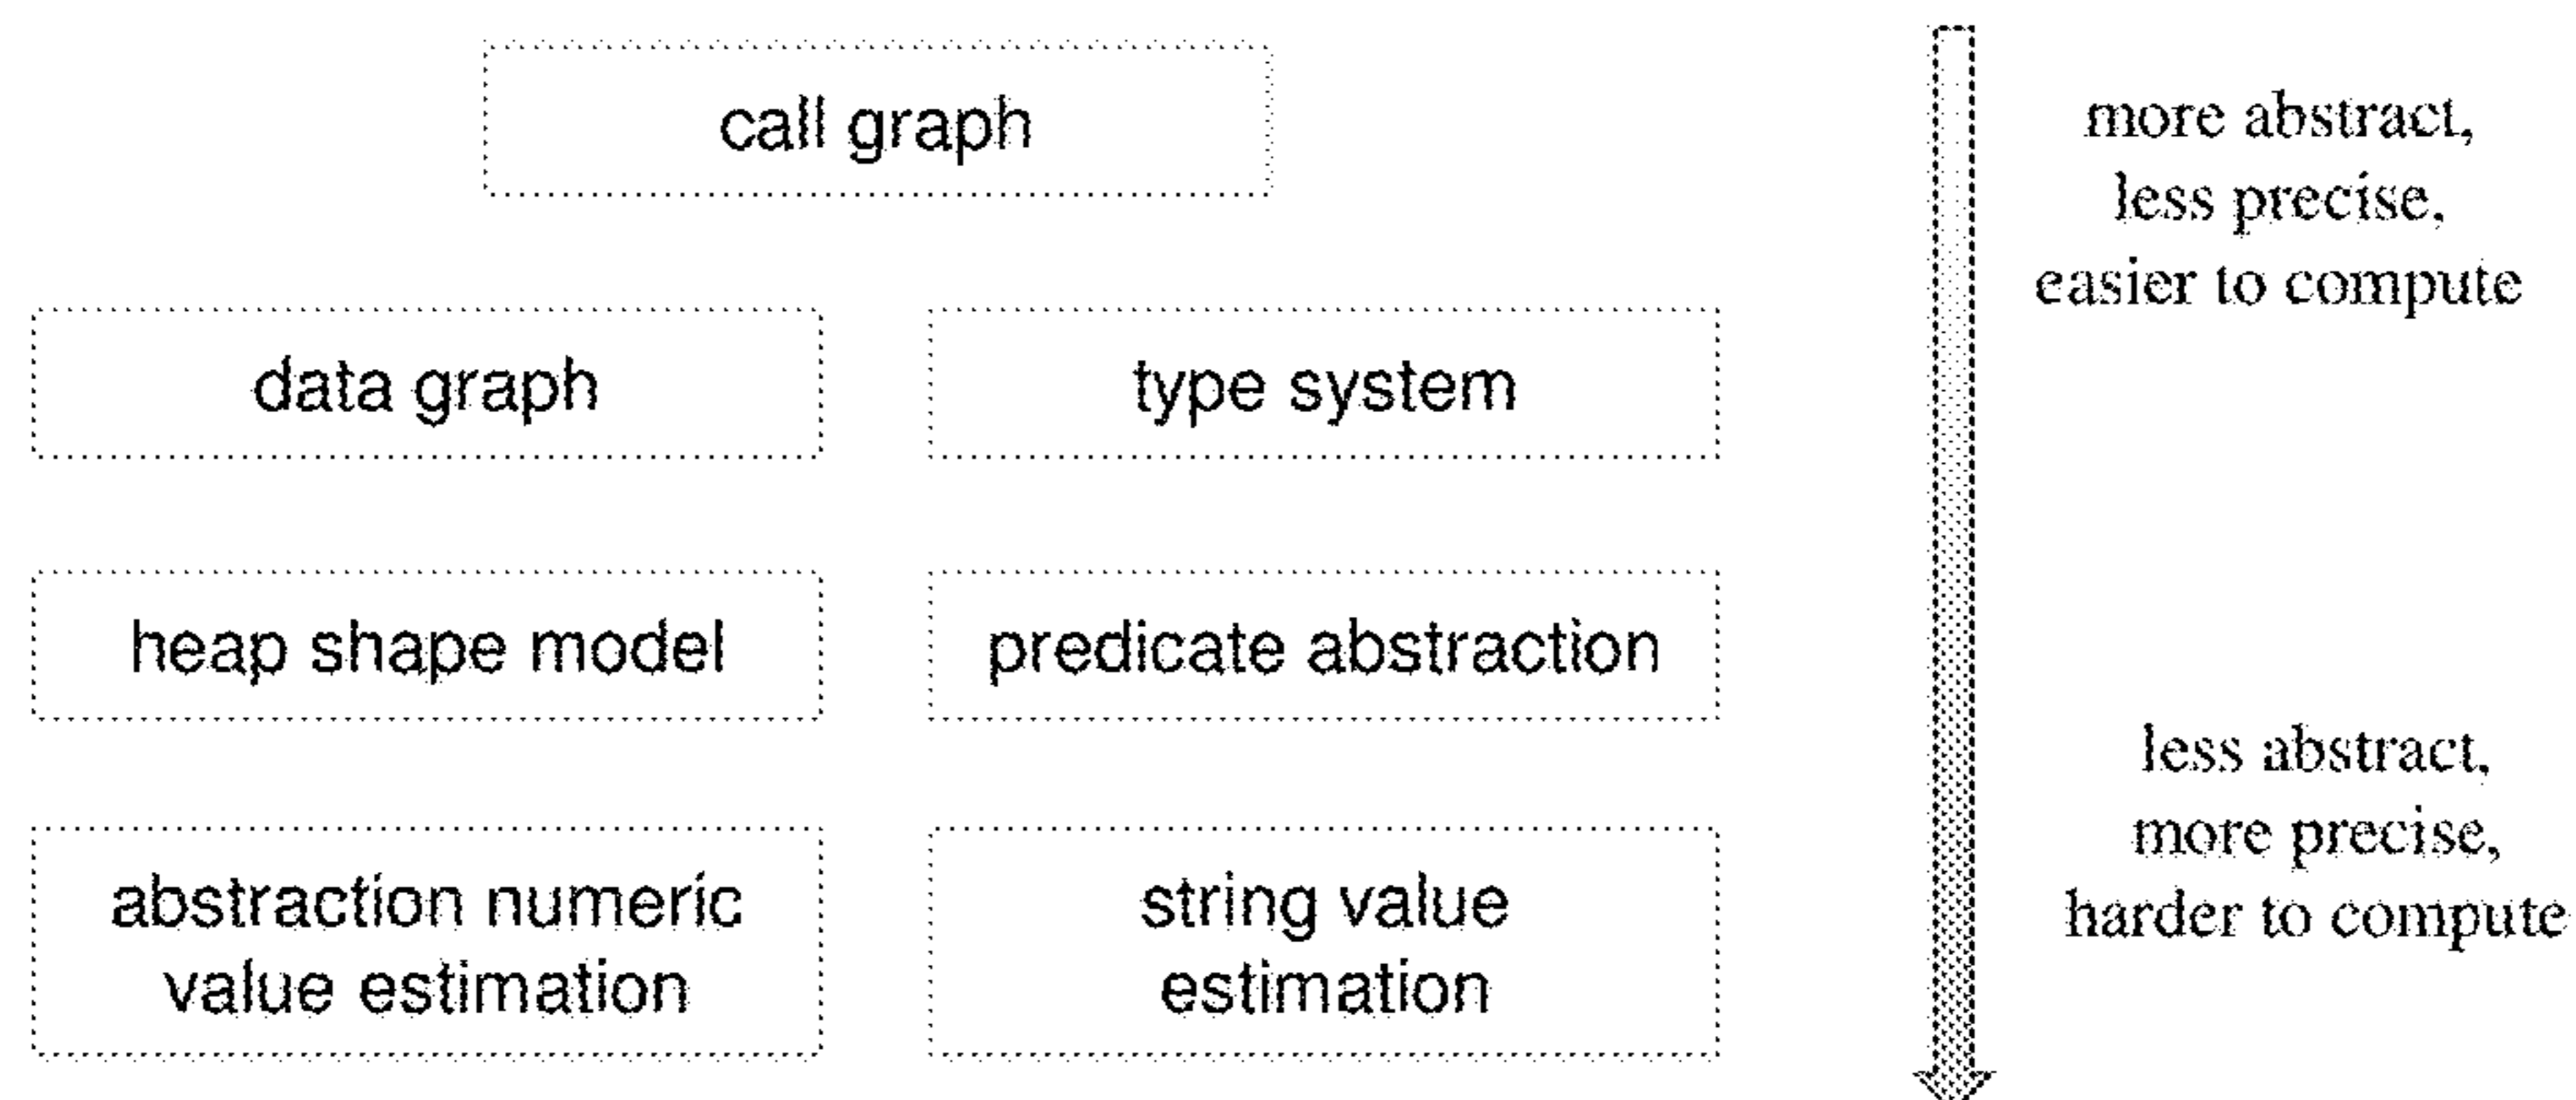 call graph
data graph
type system
heap shape model
predicate abstraction
abstraction numeric
value estimation
string value
estimation
more abstract,
less precise,
easier to compute
less abstract,
more precise,
harder to compute